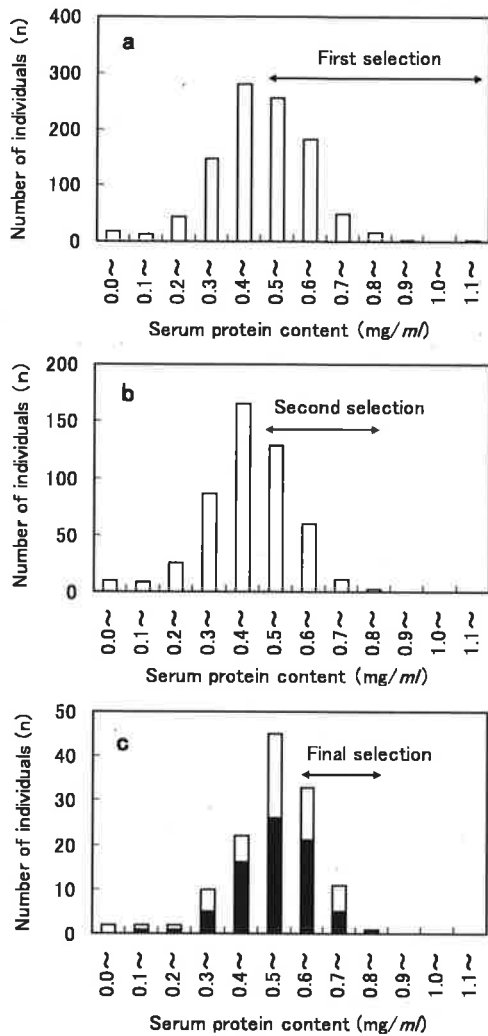 400
a
First selection
300
200
100
0
Number of individuals (n)
0.0~ 0.1~ 0.2~ 0.3~ 0.4~ 0.5~ 0.6~ 0.7~ 0.8~ 0.9~ 1.0~ 1.1~
Serum protein content (mg/ml)
200
b
Second selection
150
100
50
0
Number of individuals (n)
0.0~ 0.1~ 0.2~ 0.3~ 0.4~ 0.5~ 0.6~ 0.7~ 0.8~ 0.9~ 1.0~ 1.1~
Serum protein content (mg/ml)
50
c
Final selection
40
30
20
10
0
Number of individuals (n)
0.0~ 0.1~ 0.2~ 0.3~ 0.4~ 0.5~ 0.6~ 0.7~ 0.8~ 0.9~ 1.0~ 1.1~
Serum protein content (mg/ml)